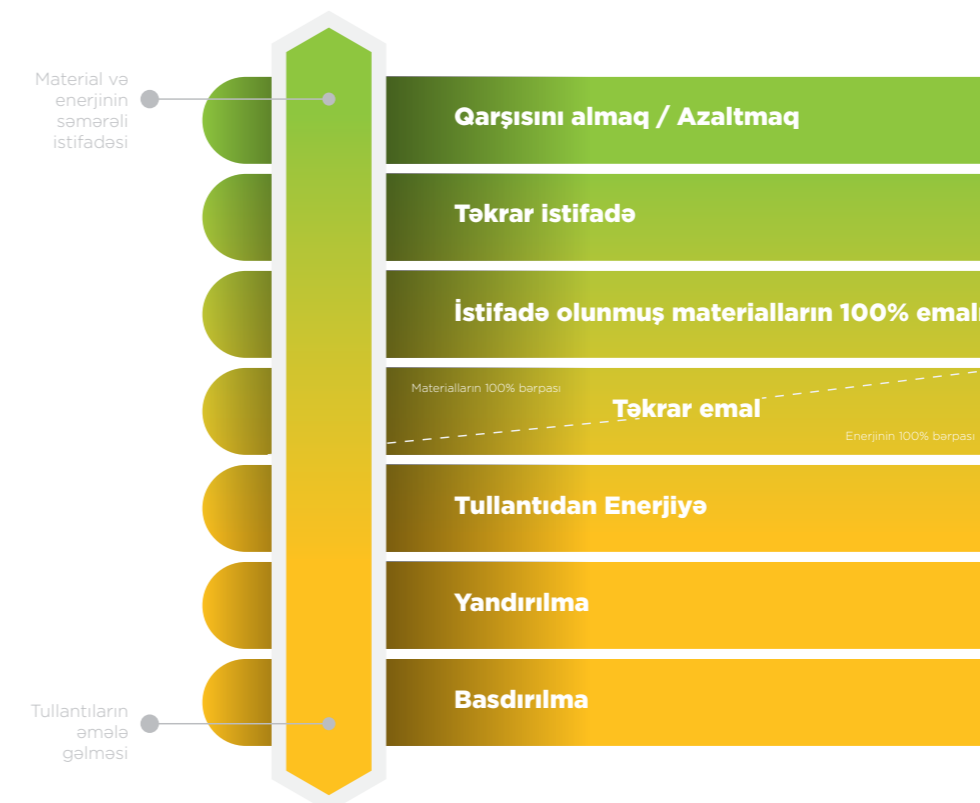 Material və
enerjinin
səmərəli
istifadəsi
Qarşısını almaq / Azaltmaq
Təkrar istifadə
İstifadə olunmuş materialların 100% emalı
Materialların 100% bərpası
Təkrar emal
Enerjinin 100% bərpası
Tullantıdan Enerjiyə
Yandırılma
Basdırılma
Tullantıların
əmələ
gəlməsi